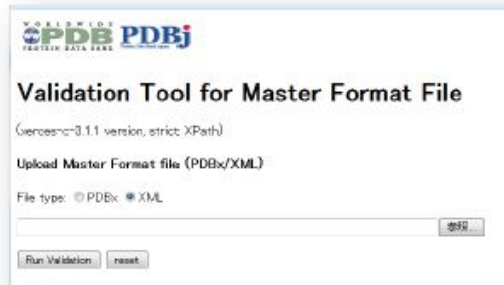 WORLDWIDE
PDB PDBj
PROTEIN DATA BANK
Validation Tool for Master Format File
(xerces-c-3.1.1 version, strict XPath)
Upload Master Format file (PDBx/XML)
File type: PDBx XML
参照...
Run Validation reset